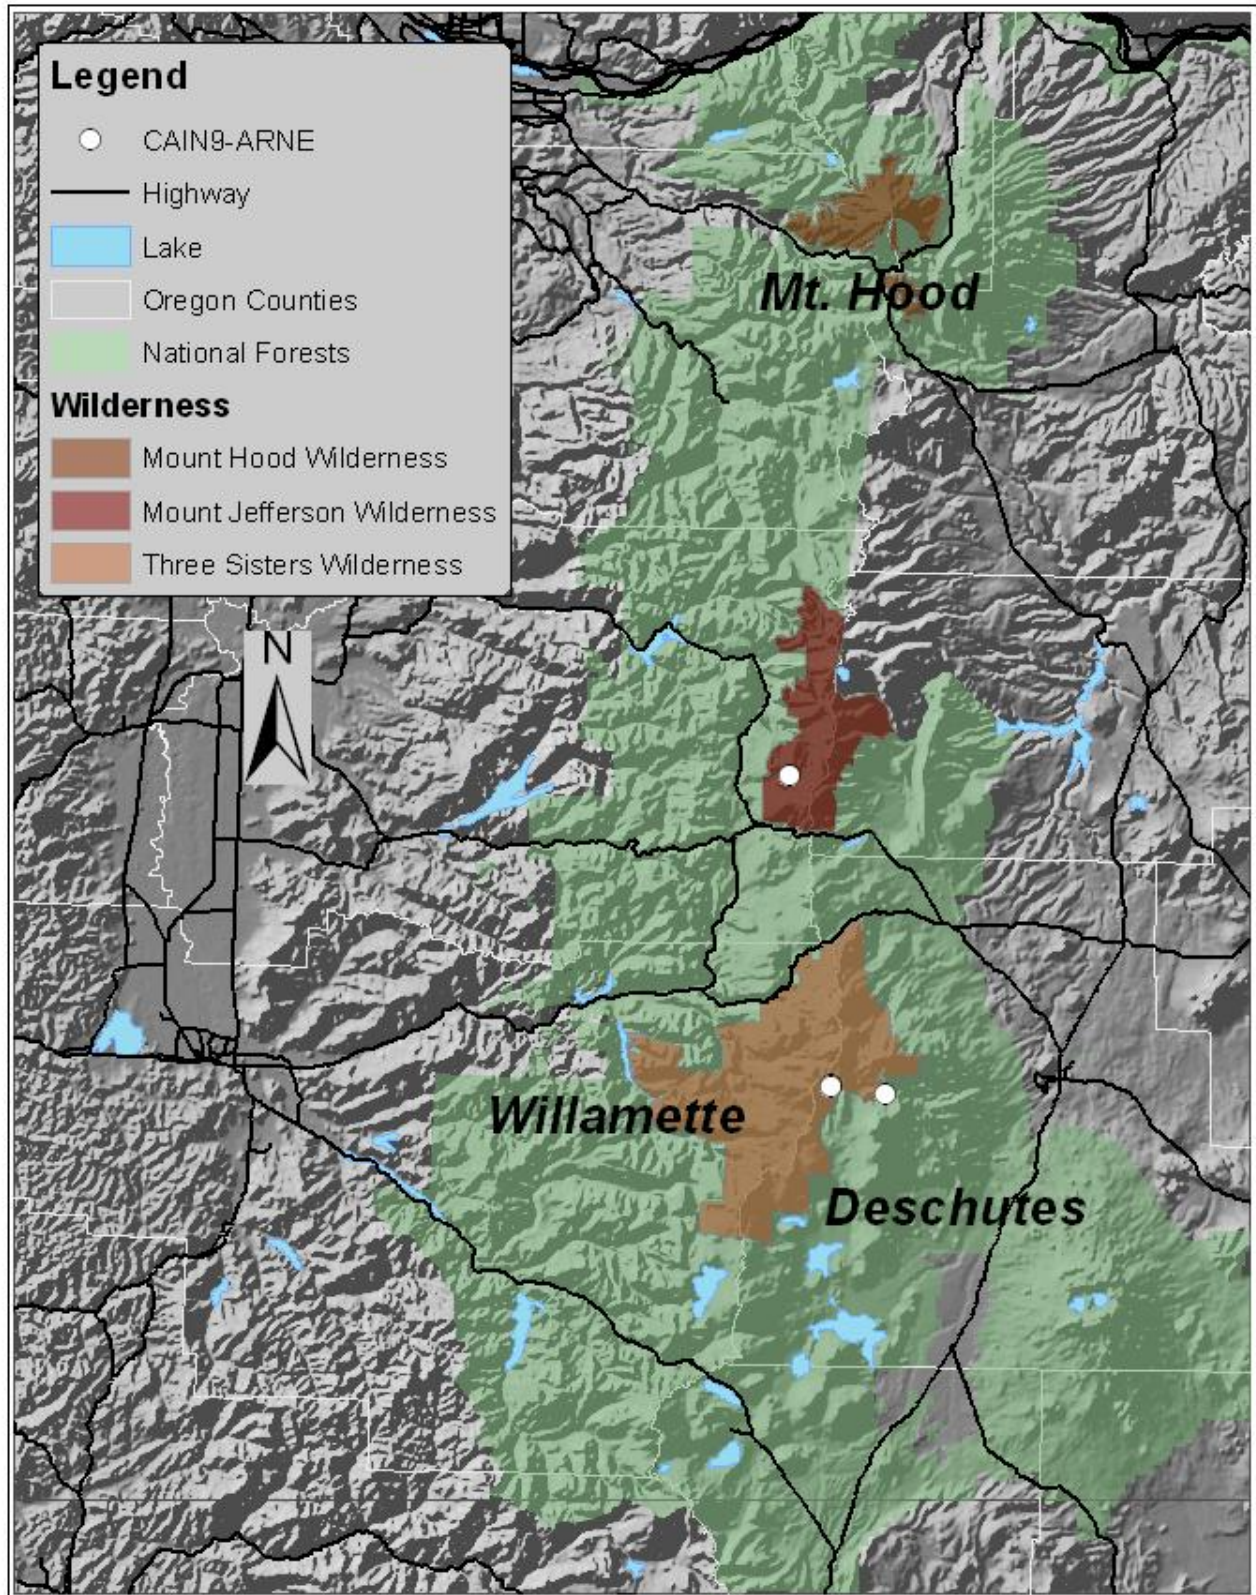 Legend
CAIN9-ARNE
Highway
Lake
Oregon Counties
National Forests
Wilderness
Mount Hood Wilderness
Mount Jefferson Wilderness
Three Sisters Wilderness
N
Mt. Hood
Willamette
Deschutes